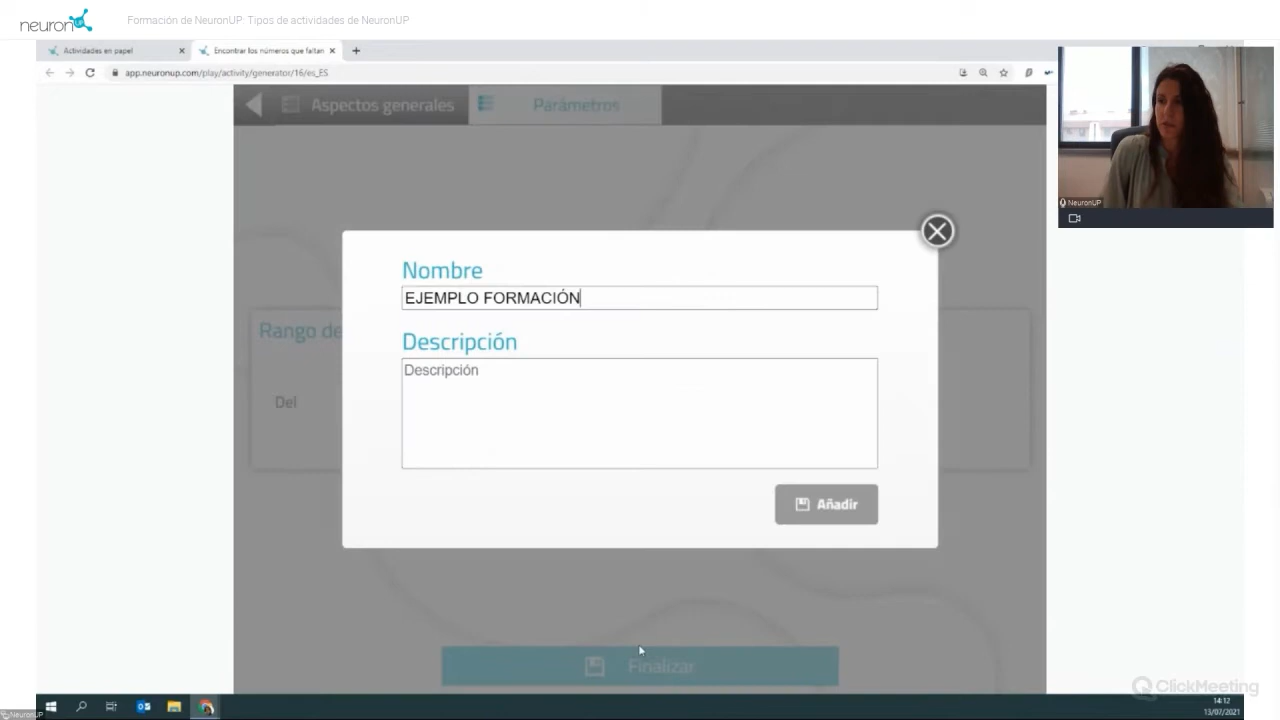 neuronUP
Formación de NeuronUP: Tipos de actividades de NeuronUP
Actividades en papel
Encontrar los números que faltan
app.neuronup.com/play/activity/generator/16/es_ES
Aspectos generales
Parámetros
NeuronUP
Nombre
EJEMPLO FORMACIÓN
Rango de
Descripción
Descripción
Del
Añadir
Finalizar
ClickMeeting
14:12
13/07/2021
NeuronUP